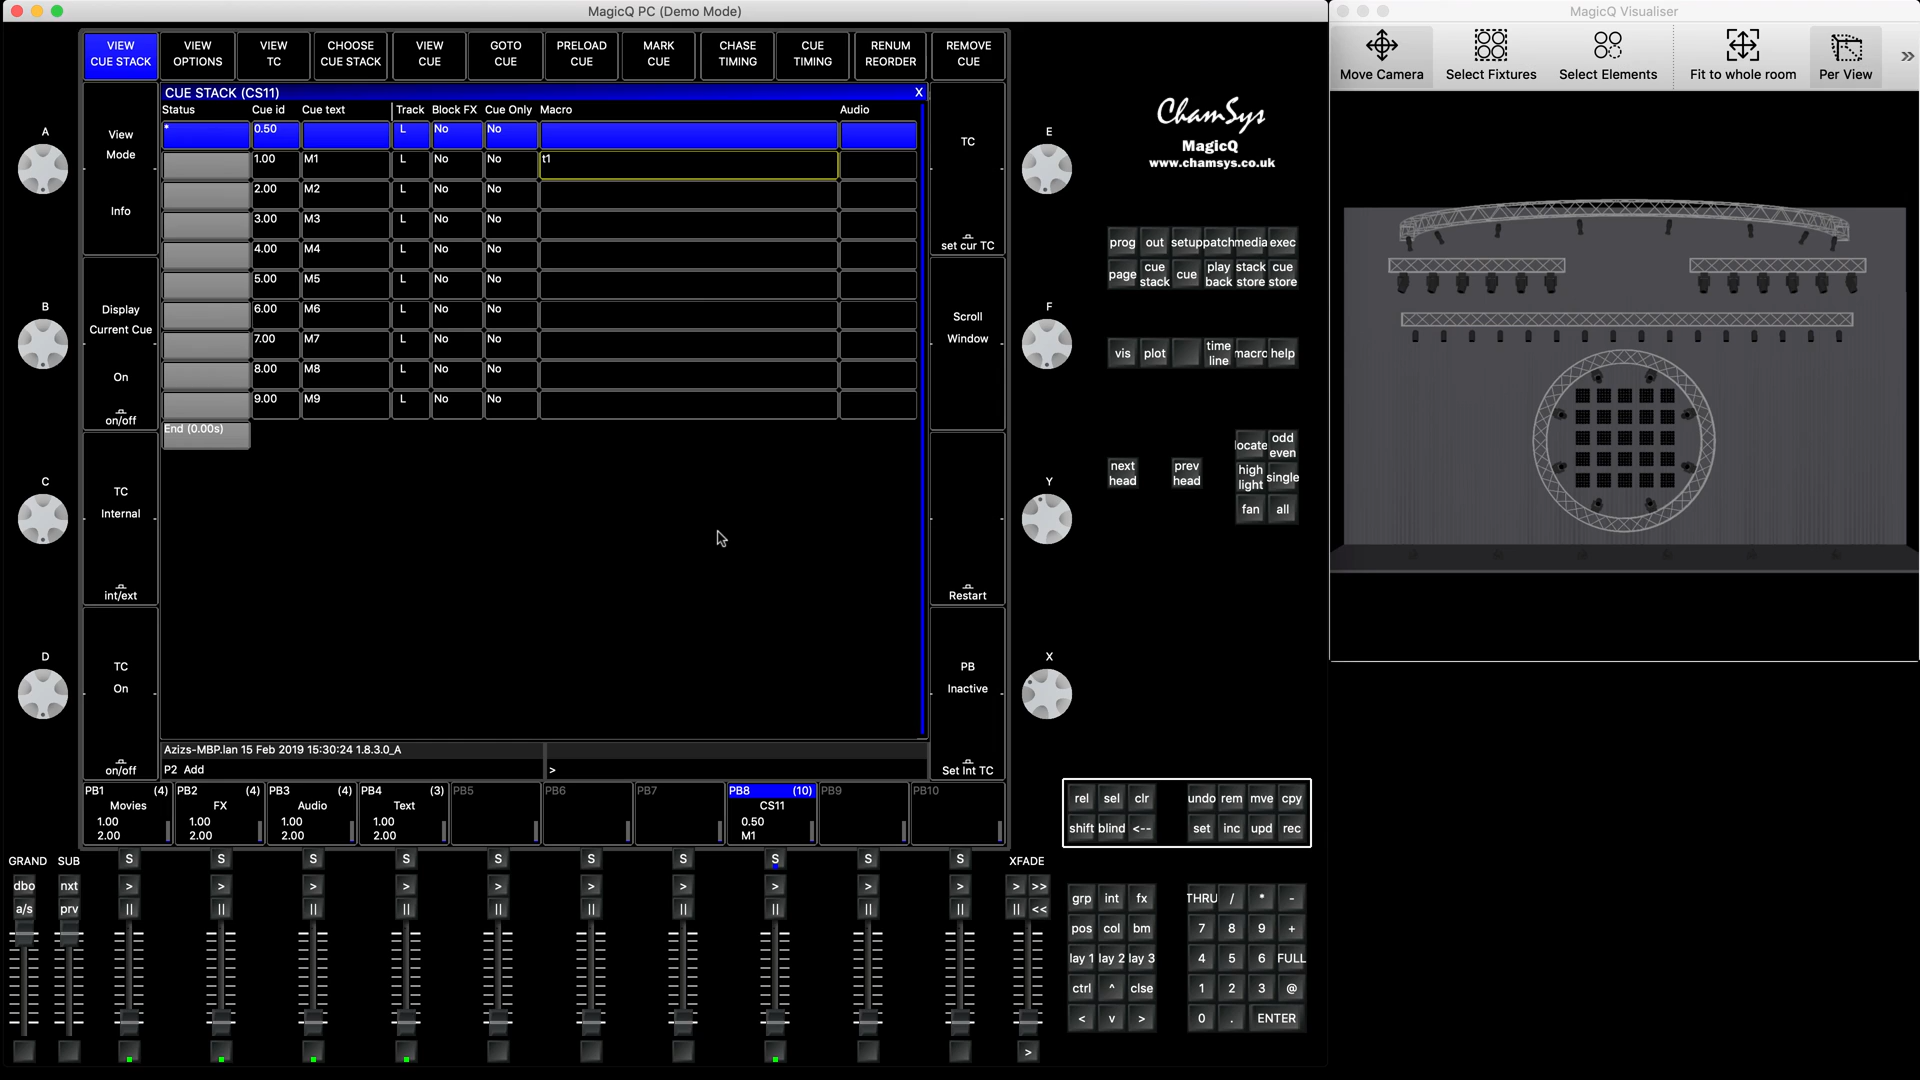 MagicQ PC (Demo Mode)
MagicQ Visualiser
VIEW CUE STACK
VIEW OPTIONS
VIEW TC
CHOOSE CUE STACK
VIEW CUE
GOTO CUE
PRELOAD CUE
MARK CUE
CHASE TIMING
CUE TIMING
RENUM REORDER
REMOVE CUE
Move Camera
Select Fixtures
Select Elements
Fit to whole room
Per View
»
CUE STACK (CS11) X
Status Cue id Cue text Track Block FX Cue Only Macro Audio
* 0.50 L No No
1.00 M1 L No No t1
2.00 M2 L No No
3.00 M3 L No No
4.00 M4 L No No
5.00 M5 L No No
6.00 M6 L No No
7.00 M7 L No No
8.00 M8 L No No
9.00 M9 L No No
End (0.00s)
A
View
Mode
Info
B
Display
Current Cue
On
on/off
C
TC
Internal
int/ext
D
TC
On
on/off
TC
set cur TC
Scroll
Window
Restart
PB
Inactive
Set Int TC
E
F
Y
X
ChamSys
MagicQ
www.chamsys.co.uk
prog out setup patch media exec
page cue stack cue play back stack store cue store
vis plot time line macro help
next head prev head
locate odd even
high light single
fan all
Azizs-MBP.lan 15 Feb 2019 15:30:24 1.8.3.0_A
P2 Add >
PB1 (4) PB2 (4) PB3 (4) PB4 (3) PB5 PB6 PB7 PB8 (10) PB9 PB10
Movies FX Audio Text CS11
1.00 1.00 1.00 1.00 0.50
2.00 2.00 2.00 2.00 M1
rel sel clr undo rem mve cpy
shift blind <-- set inc upd rec
GRAND SUB S S S S S S S S S S XFADE
dbo nxt > > > > > > > > > > > >>
a/s prv || || || || || || || || || || || <<
grp int fx THRU / * -
pos col bm 7 8 9 +
lay 1 lay 2 lay 3 4 5 6 FULL
ctrl ^ clse 1 2 3 @
< v > 0 . ENTER
>